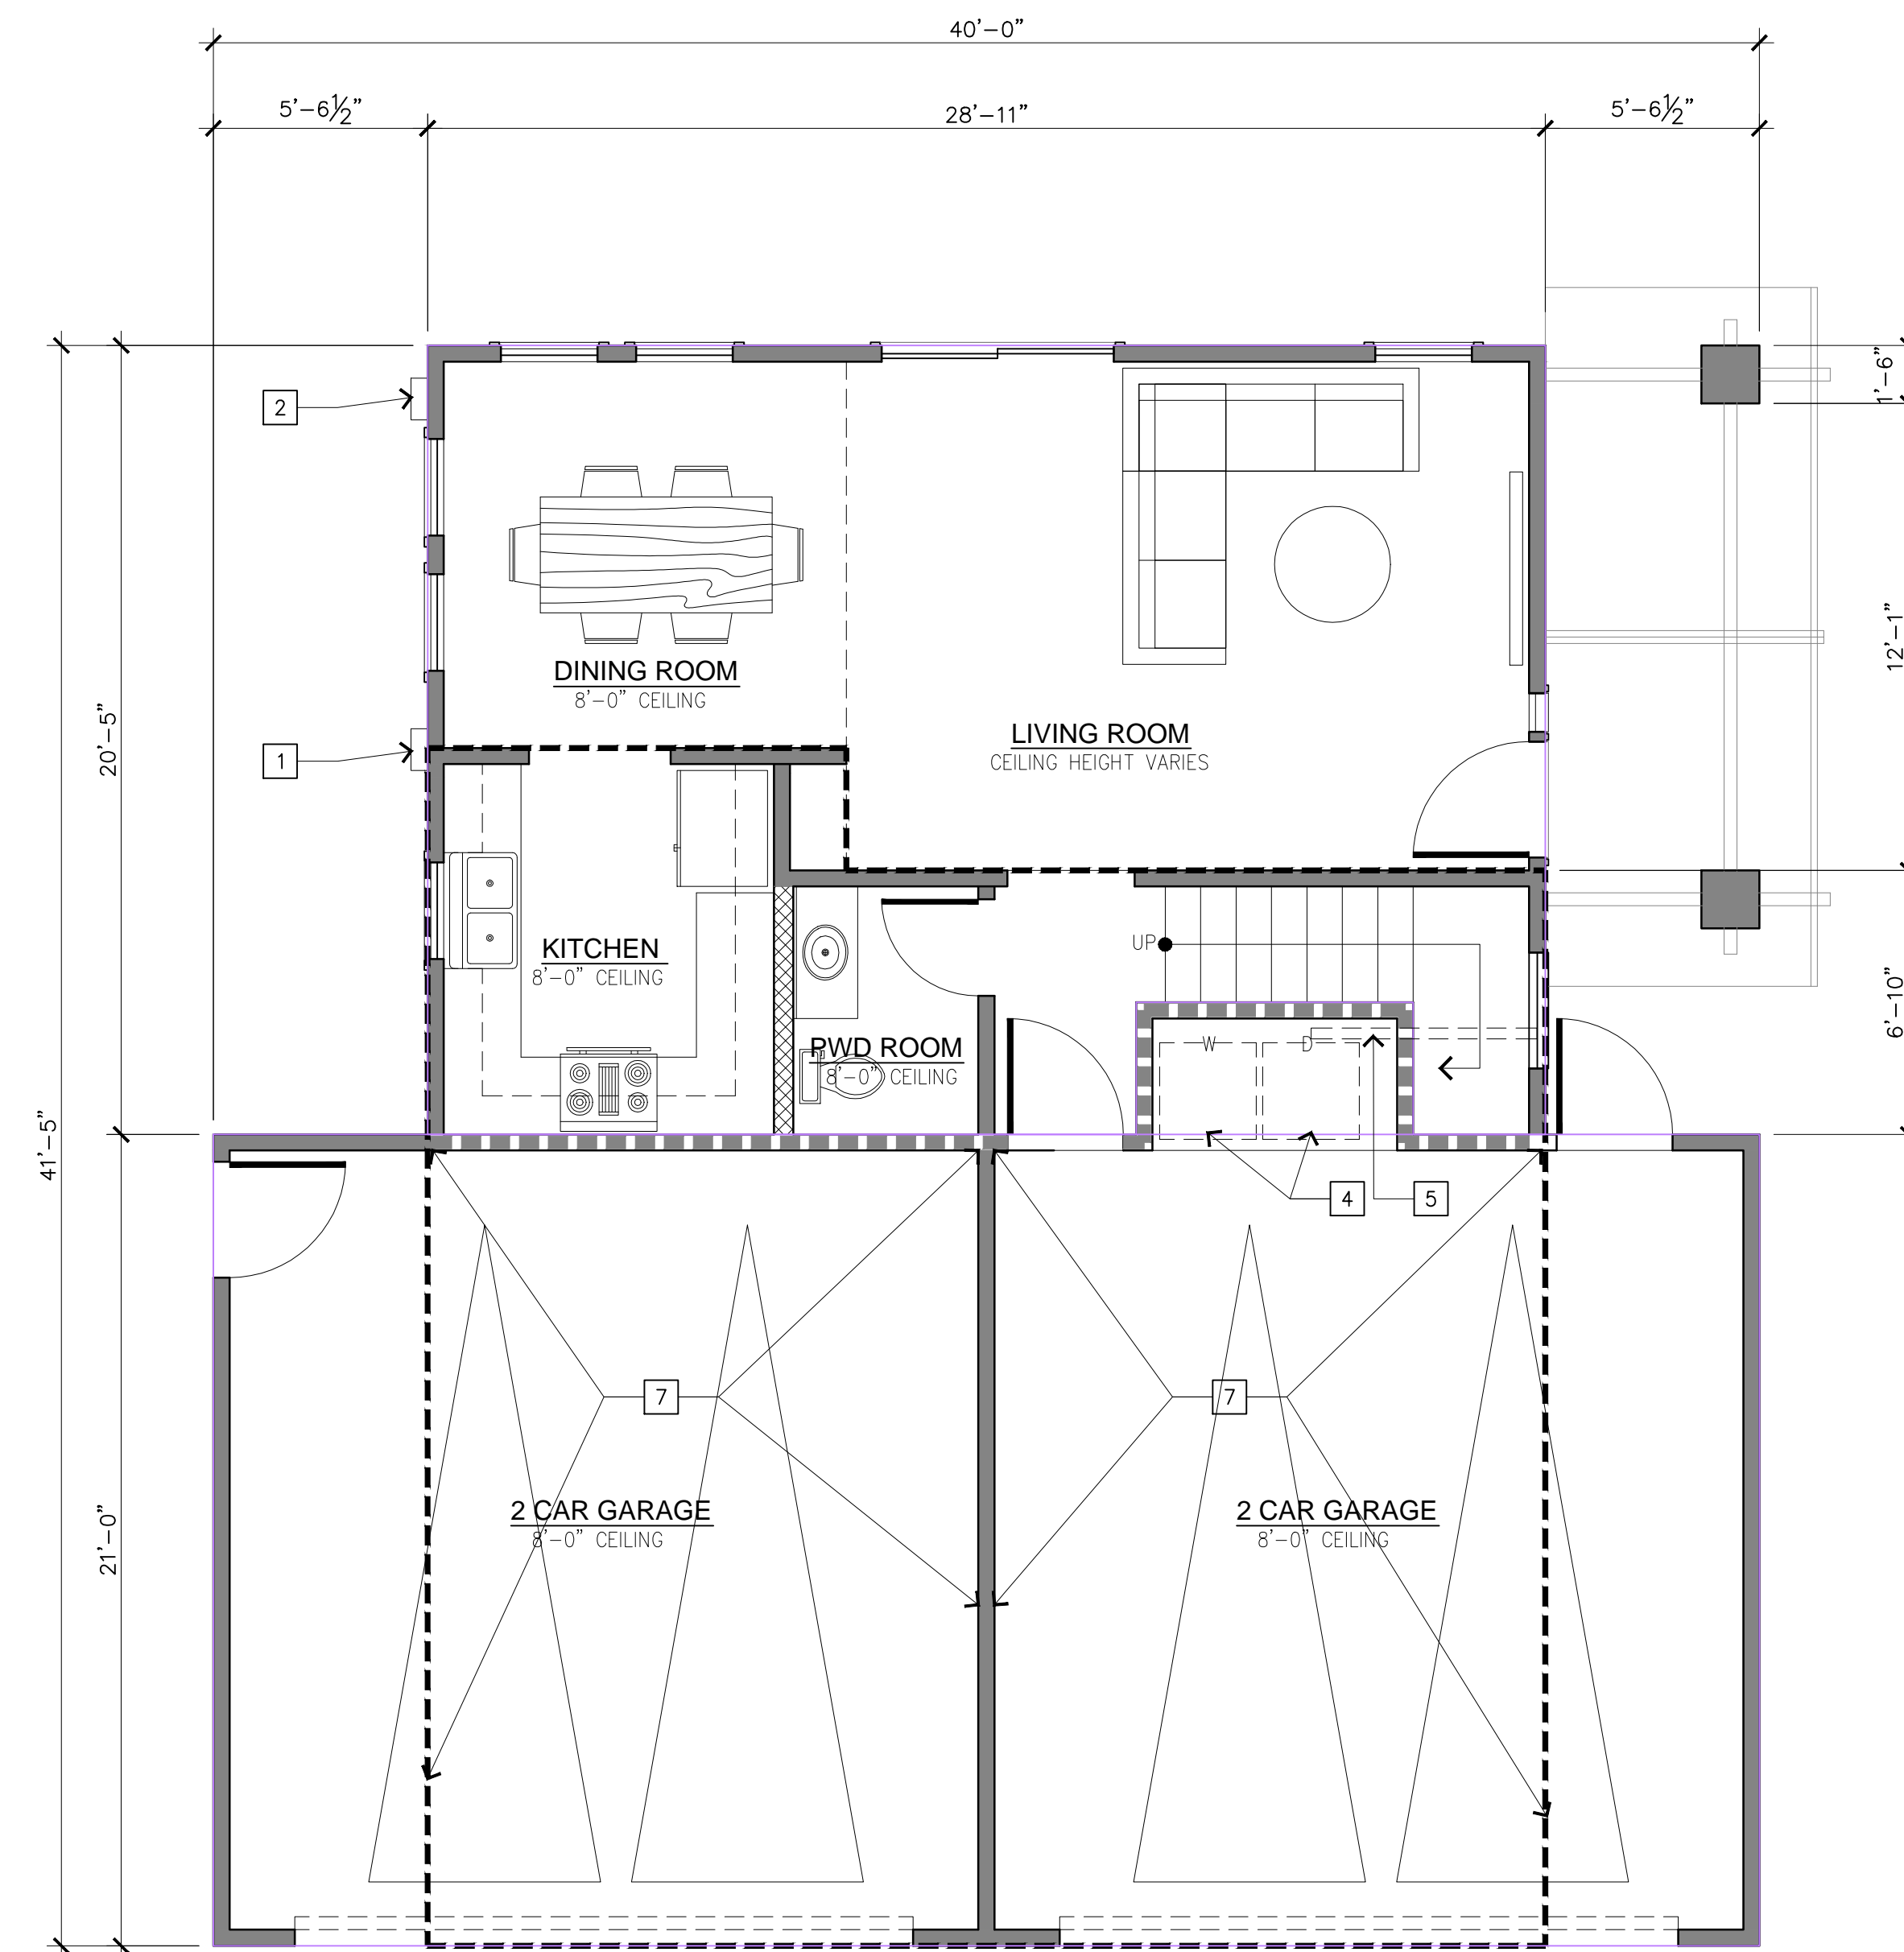 40'-0"
5'-6½"
28'-11"
5'-6½"
1'-6"
2
DINING ROOM
8'-0" CEILING
12'-1"
LIVING ROOM
CEILING HEIGHT VARIES
20'-5"
1
KITCHEN
8'-0" CEILING
UP
6'-10"
PWD ROOM
8'-0" CEILING
W
D
41'-5"
4
5
7
7
2 CAR GARAGE
8'-0" CEILING
2 CAR GARAGE
8'-0" CEILING
21'-0"